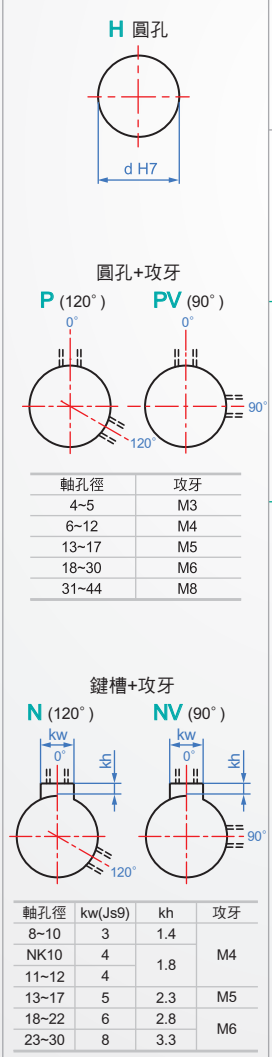 H 圓孔
d H7
圓孔+攻牙
P (120°) PV (90°)
0° 0°
90°
120°
軸孔徑 攻牙
4~5 M3
6~12 M4
13~17 M5
18~30 M6
31~44 M8
鍵槽+攻牙
N (120°) NV (90°)
kw kw
0° kh 0° kh
90°
120°
軸孔徑 kw(Js9) kh 攻牙
8~10 3 1.4
NK10 4 1.8 M4
11~12 4
13~17 5 2.3 M5
18~22 6 2.8 M6
23~30 8 3.3